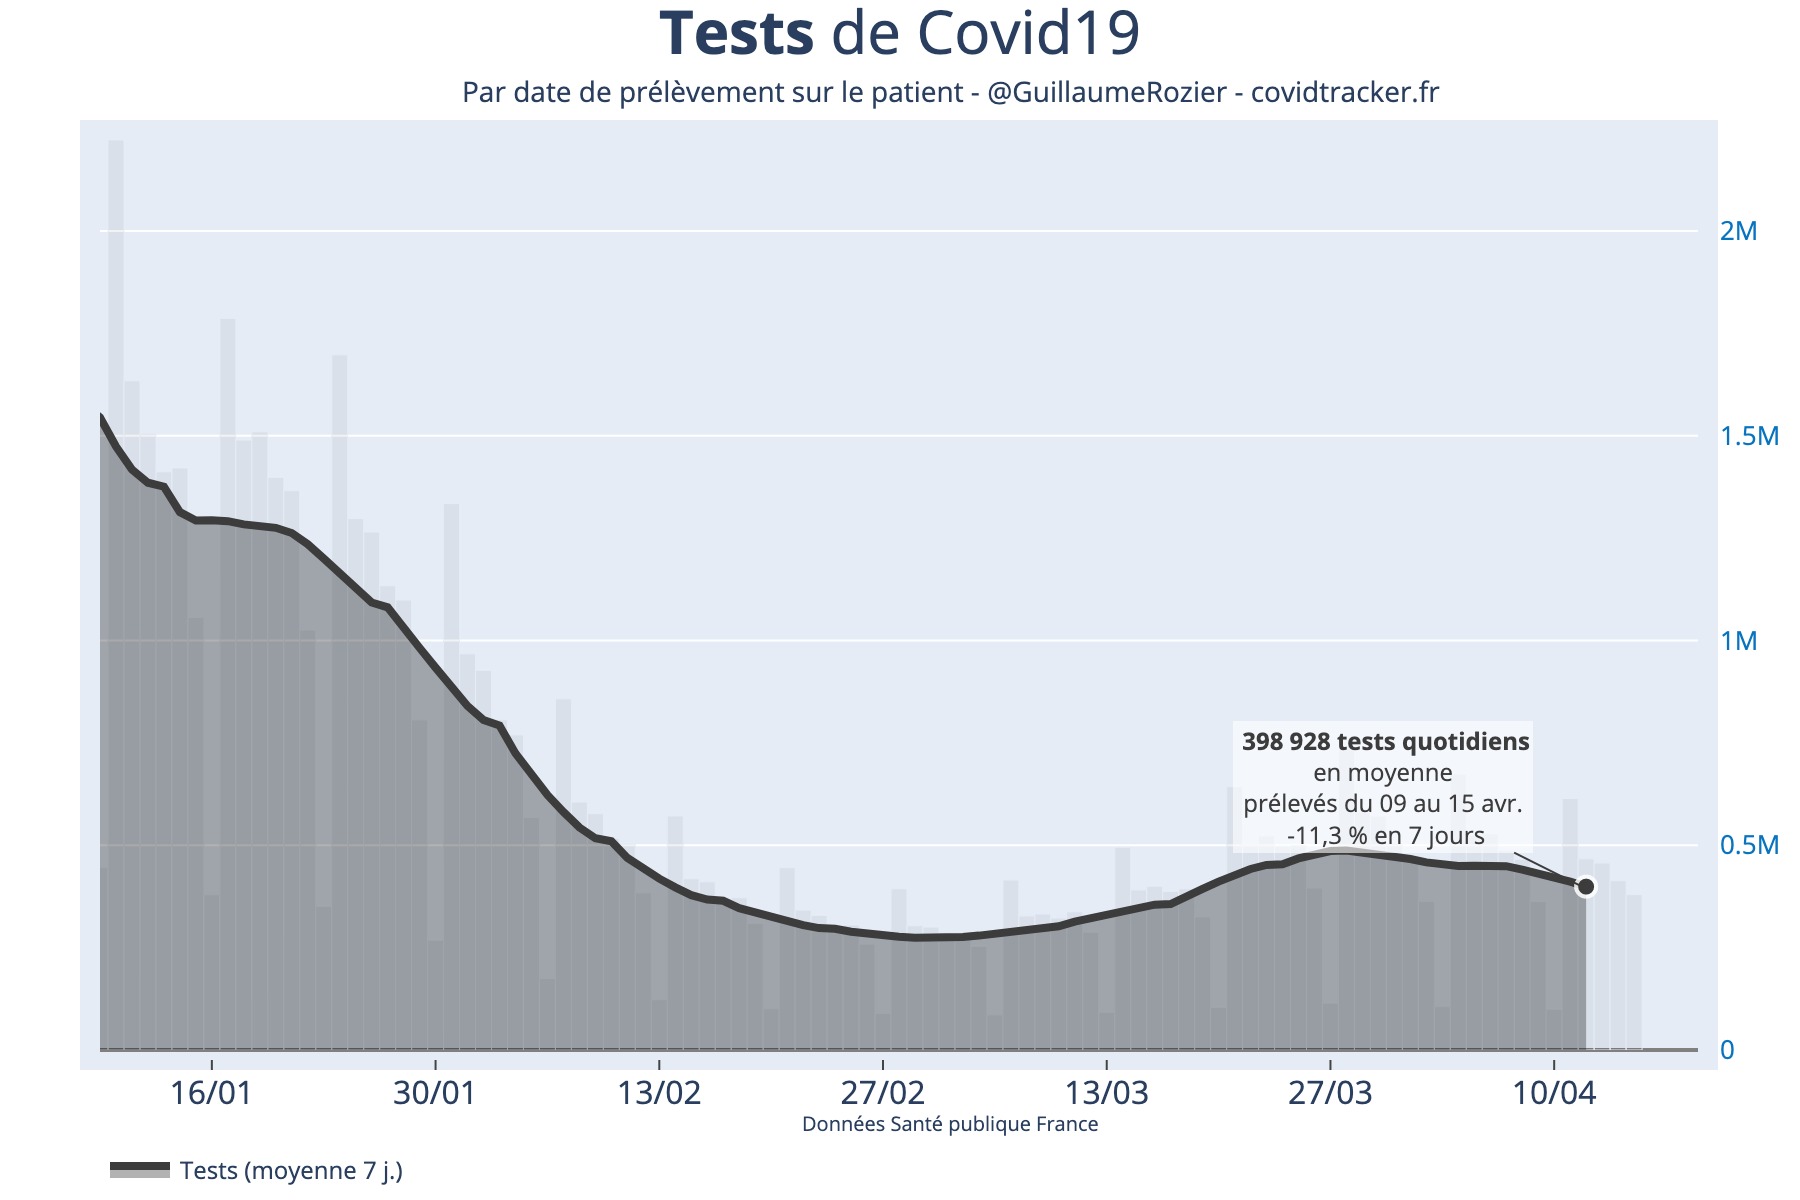 Tests de Covid19
Par date de prélèvement sur le patient - @GuillaumeRozier - covidtracker.fr
2M
1.5M
1M
398 928 tests quotidiens
en moyenne
prélevés du 09 au 15 avr.
-11,3 % en 7 jours
0.5M
0
16/01 30/01 13/02 27/02 13/03 27/03 10/04
Données Santé publique France
Tests (moyenne 7 j.)